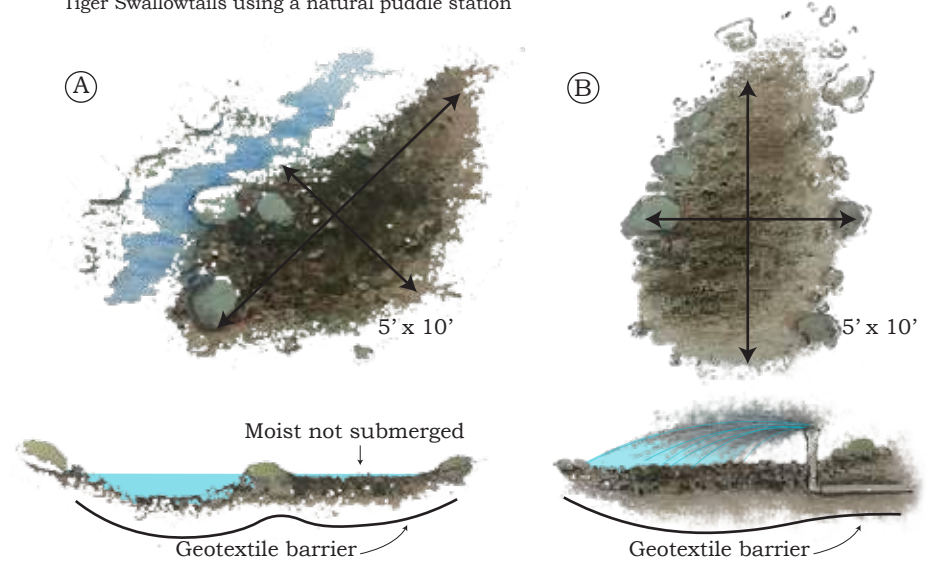 Tiger Swallowtails using a natural puddle station
A
B
5’ x 10’
5’ x 10’
Moist not submerged
Geotextile barrier
Geotextile barrier